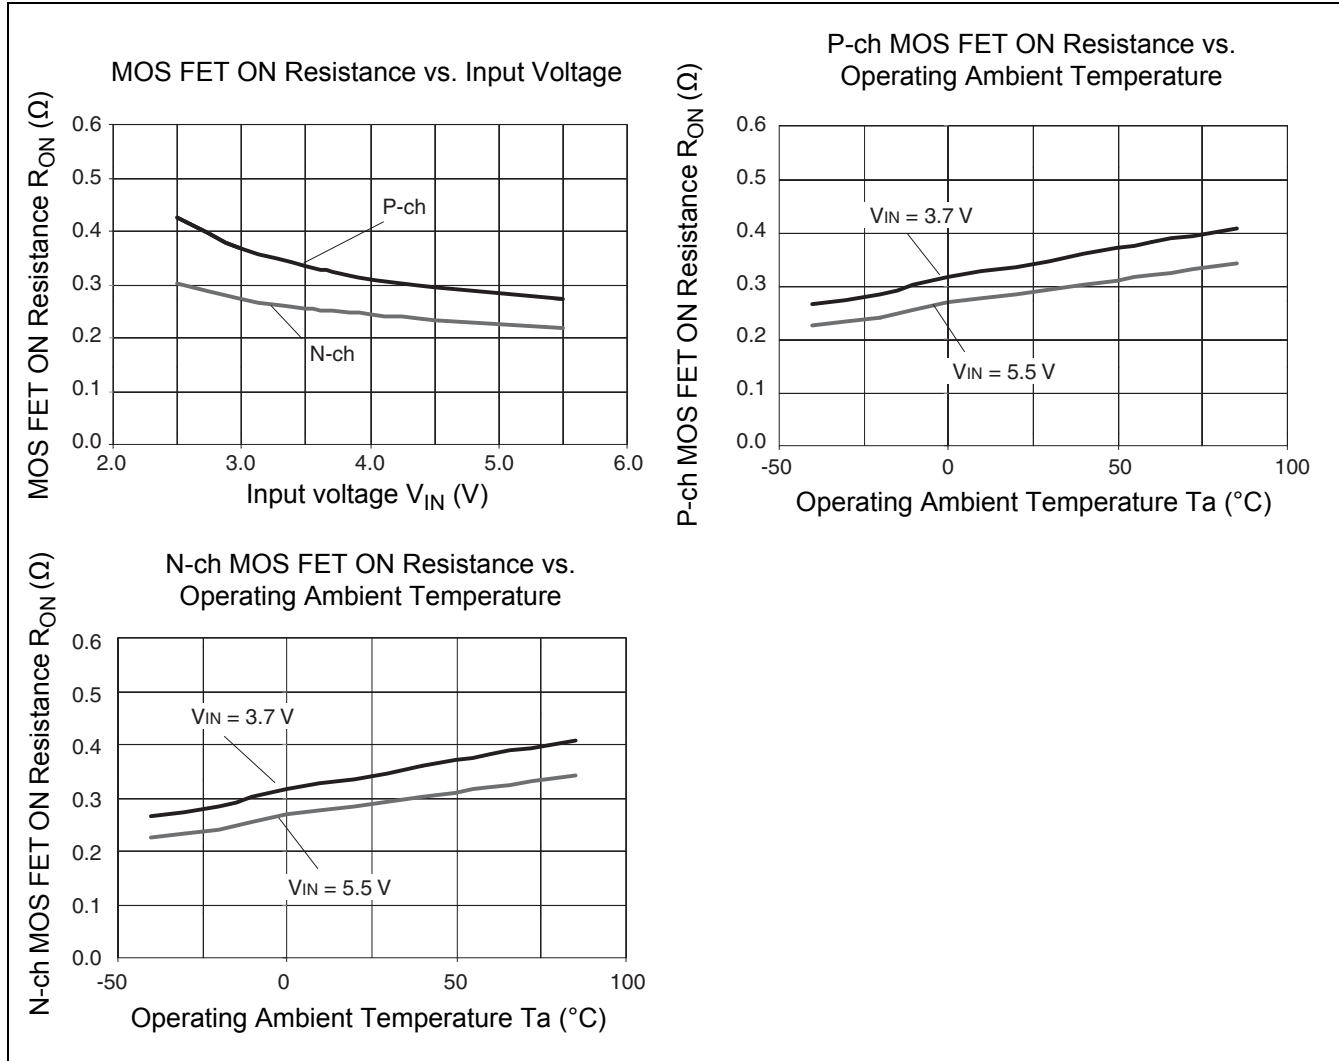 MOS FET ON Resistance vs. Input Voltage
MOS FET ON Resistance RON (Ω)
0.6
0.5
0.4
0.3
0.2
0.1
0.0
P-ch
N-ch
2.0 3.0 4.0 5.0 6.0
Input voltage VIN (V)
P-ch MOS FET ON Resistance vs.
Operating Ambient Temperature
P-ch MOS FET ON Resistance RON (Ω)
0.6
0.5
0.4
0.3
0.2
0.1
0.0
VIN = 3.7 V
VIN = 5.5 V
-50 0 50 100
Operating Ambient Temperature Ta (°C)
N-ch MOS FET ON Resistance vs.
Operating Ambient Temperature
N-ch MOS FET ON Resistance RON (Ω)
0.6
0.5
0.4
0.3
0.2
0.1
0.0
VIN = 3.7 V
VIN = 5.5 V
-50 0 50 100
Operating Ambient Temperature Ta (°C)